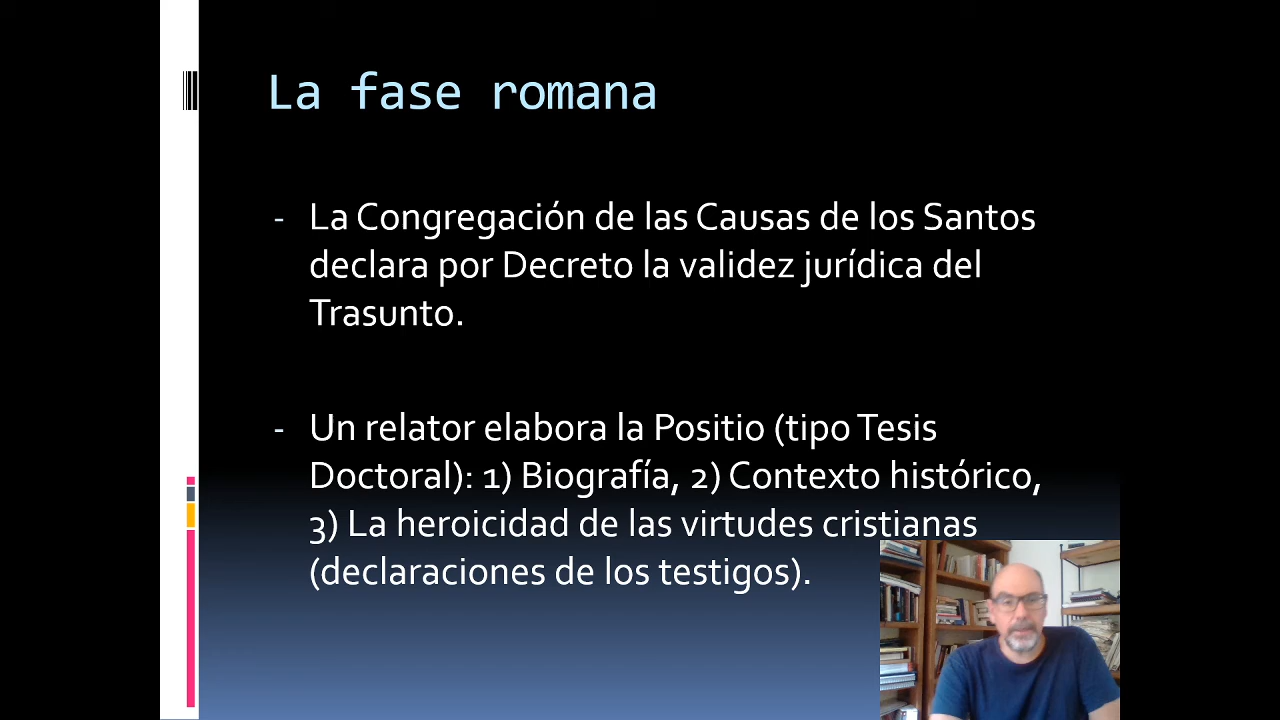 La fase romana
- La Congregación de las Causas de los Santos
declara por Decreto la validez jurídica del
Trasunto.
- Un relator elabora la Positio (tipo Tesis
Doctoral): 1) Biografía, 2) Contexto histórico,
3) La heroicidad de las virtudes cristianas
(declaraciones de los testigos).